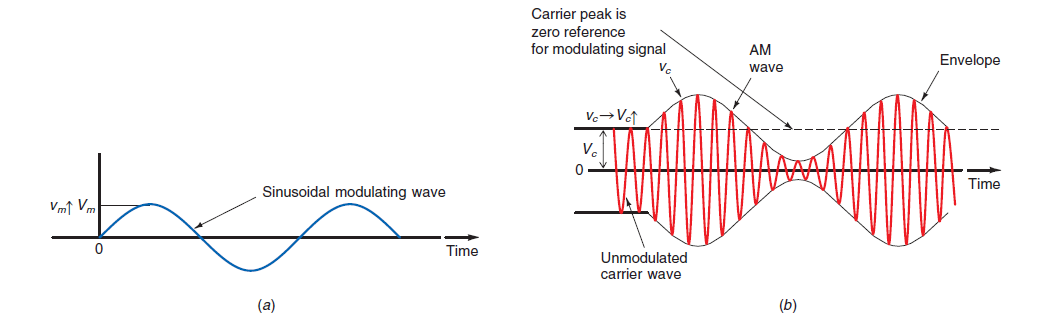 vm↑ Vm
0
Sinusoidal modulating wave
Time
(a)
Carrier peak is
zero reference
for modulating signal
vc
AM
wave
Envelope
vc→Vc↑
Vc
0
Time
Unmodulated
carrier wave
(b)